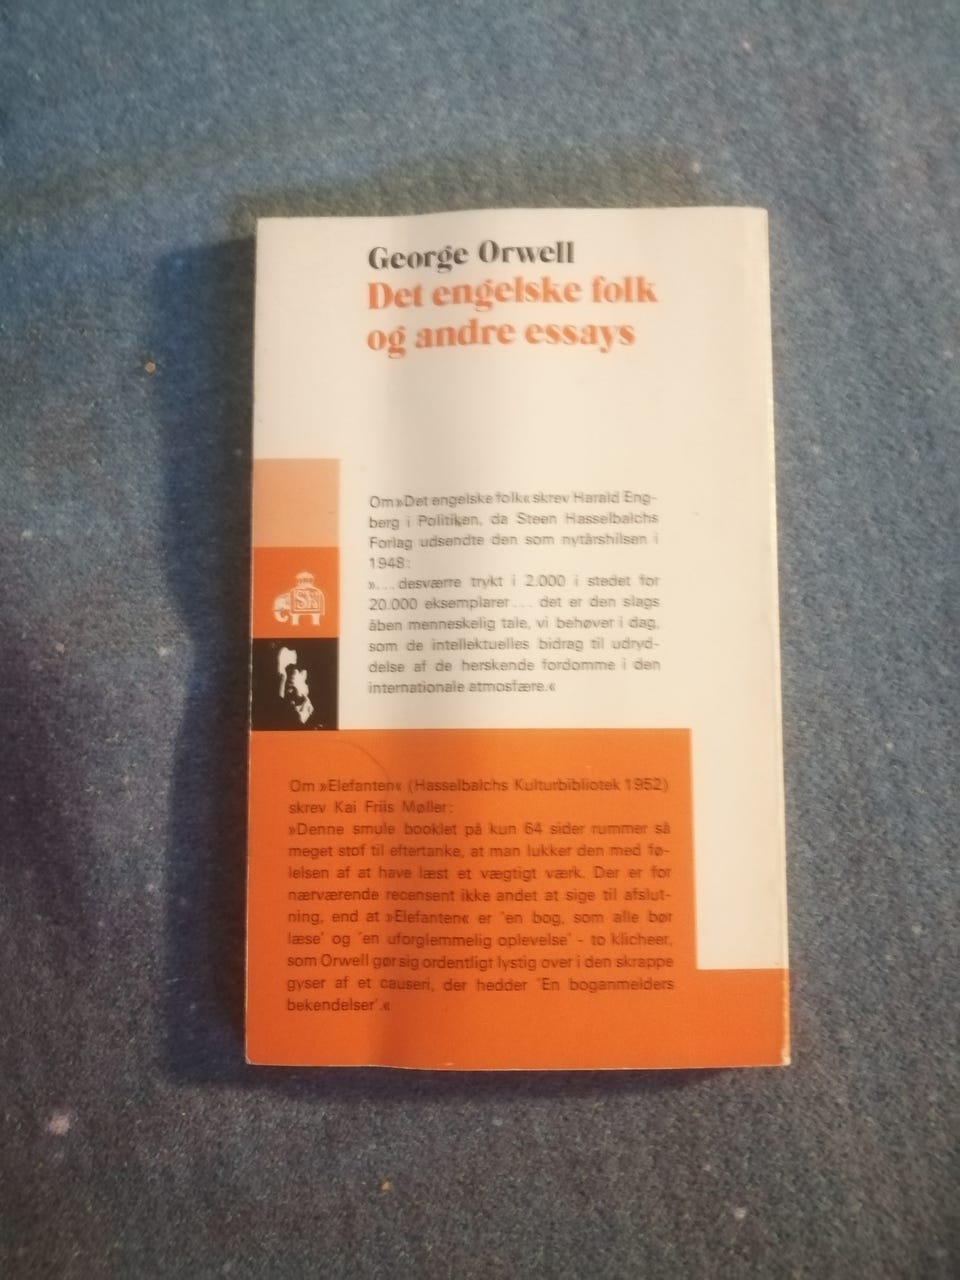 George Orwell
Det engelske folk
og andre essays
Om »Det engelske folk« skrev Harald Eng-
berg i Politiken, da Steen Hasselbalchs
Forlag udsendte den som nytårshilsen i
1948:
»... desværre trykt i 2.000 i stedet for
20.000 eksemplarer ... det er den slags
åben menneskelig tale, vi behøver i dag,
som de intellektuelles bidrag til udryd-
delse af de herskende fordomme i den
internationale atmosfære.«
SH
Om »Elefanten« (Hasselbalchs Kulturbibliotek 1952)
skrev Kai Friis Møller:
»Denne smule booklet på kun 64 sider rummer så
meget stof til eftertanke, at man lukker den med fø-
lelsen af at have læst et vægtigt værk. Der er for
nærværende recensent ikke andet at sige til afslut-
ning, end at »Elefanten« er 'en bog, som alle bør
læse' og 'en uforglemmelig oplevelse' - to klicheer,
som Orwell gør sig ordentligt lystig over i den skrappe
gyser af et causeri, der hedder 'En boganmelders
bekendelser'.«